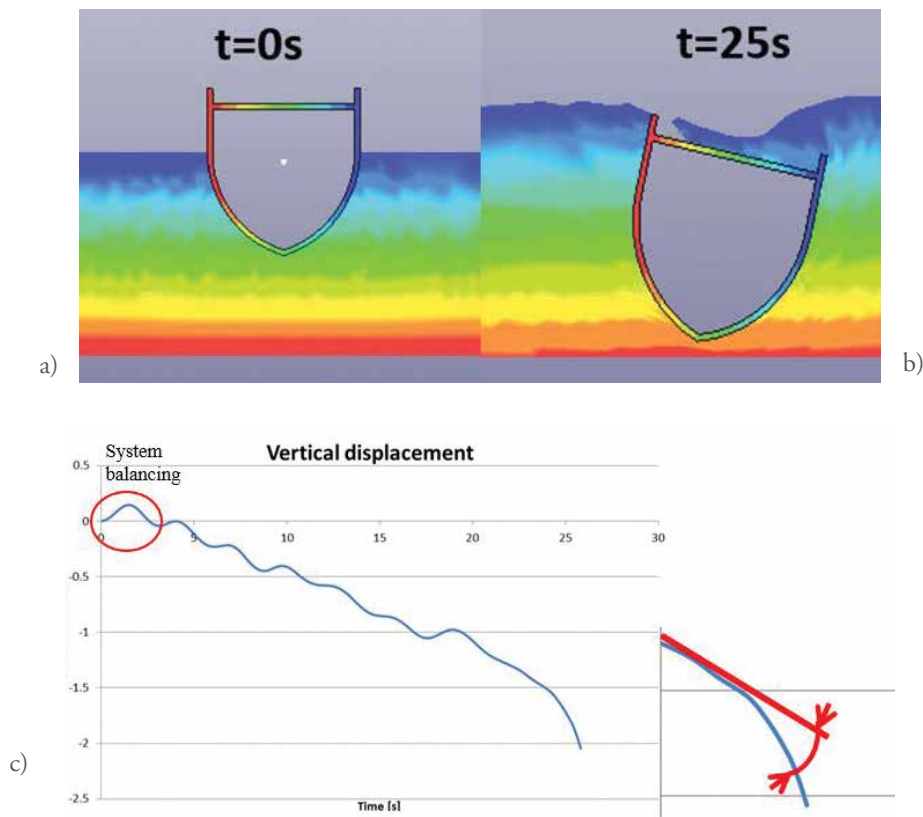 t=0s
t=25s
a)
b)
System
balancing
Vertical displacement
0.5
0
-0.5
-1
-1.5
-2
-2.5
0
5
10
15
20
25
30
Time [s]
c)